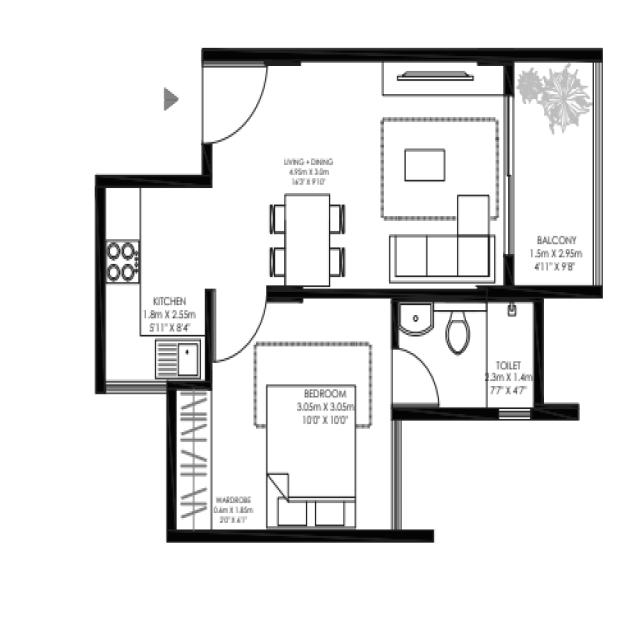 LIVING + DINING
4.95m X 3.0m
16'3" X 9'10"
BALCONY
1.5m X 2.95m
4'11" X 9'8"
KITCHEN
1.8m X 2.55m
5'11" X 8'4"
TOILET
2.3m X 1.4m
7'7" X 4'7"
BEDROOM
3.05m X 3.05m
10'0" X 10'0"
WARDROBE
0.6m X 1.85m
2'0" X 6'1"